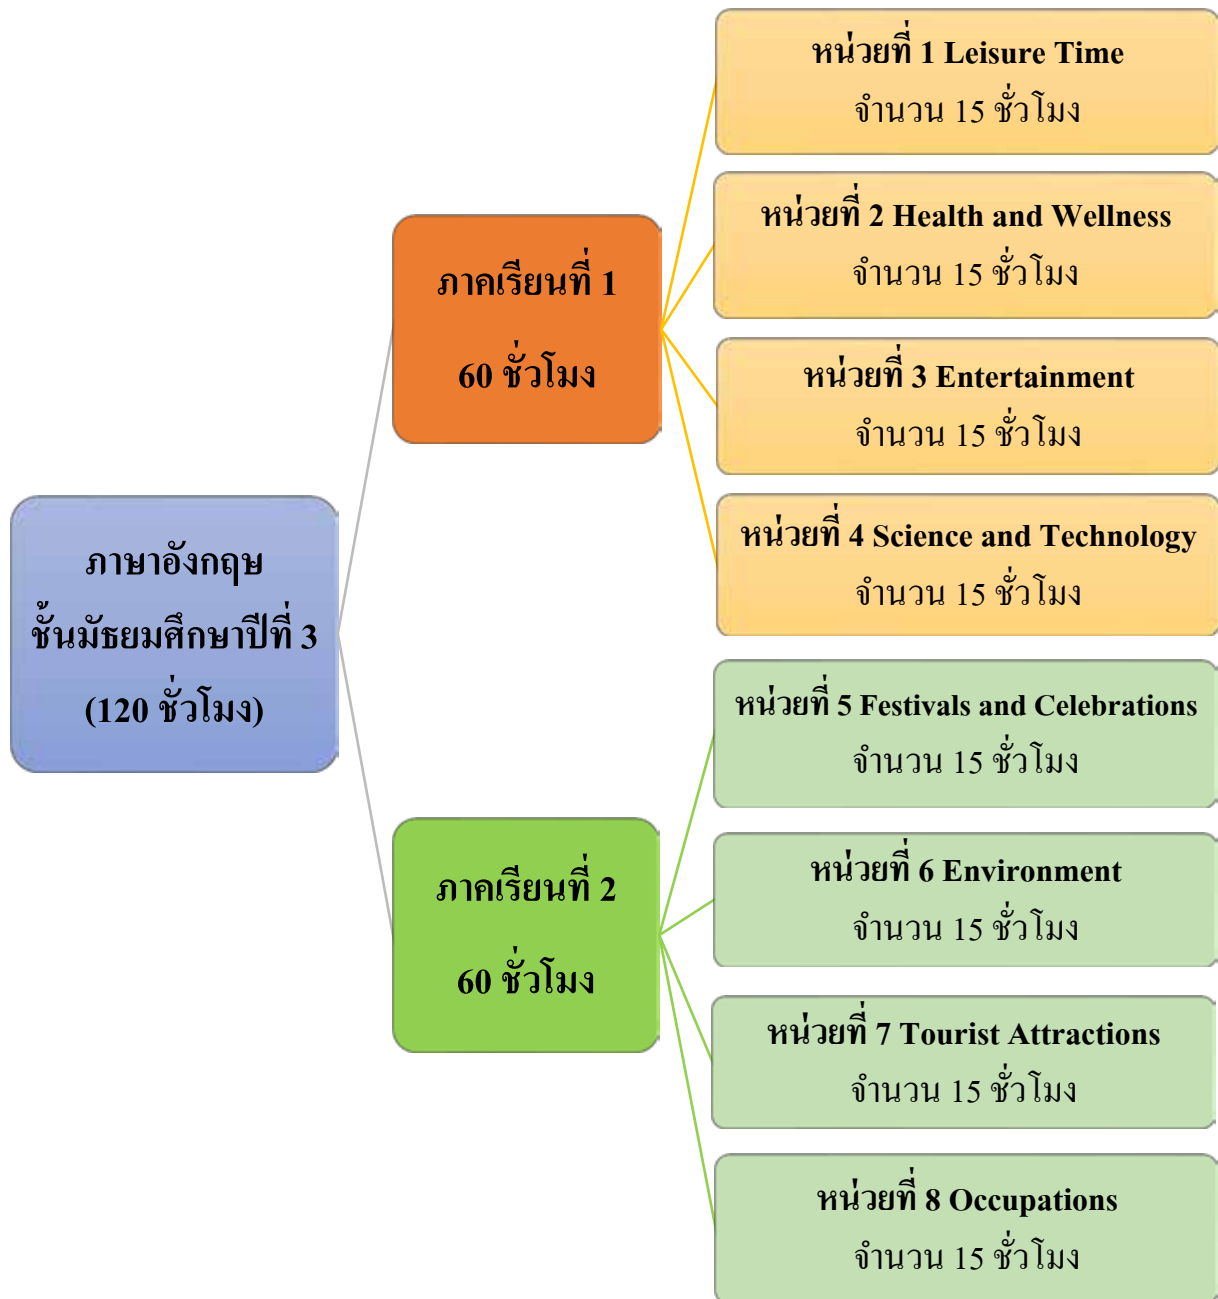 ภาษาอังกฤษ
ชั้นมัธยมศึกษาปีที่ 3
(120 ชั่วโมง)
ภาคเรียนที่ 1
60 ชั่วโมง
หน่วยที่ 1 Leisure Time
จำนวน 15 ชั่วโมง
หน่วยที่ 2 Health and Wellness
จำนวน 15 ชั่วโมง
หน่วยที่ 3 Entertainment
จำนวน 15 ชั่วโมง
หน่วยที่ 4 Science and Technology
จำนวน 15 ชั่วโมง
ภาคเรียนที่ 2
60 ชั่วโมง
หน่วยที่ 5 Festivals and Celebrations
จำนวน 15 ชั่วโมง
หน่วยที่ 6 Environment
จำนวน 15 ชั่วโมง
หน่วยที่ 7 Tourist Attractions
จำนวน 15 ชั่วโมง
หน่วยที่ 8 Occupations
จำนวน 15 ชั่วโมง